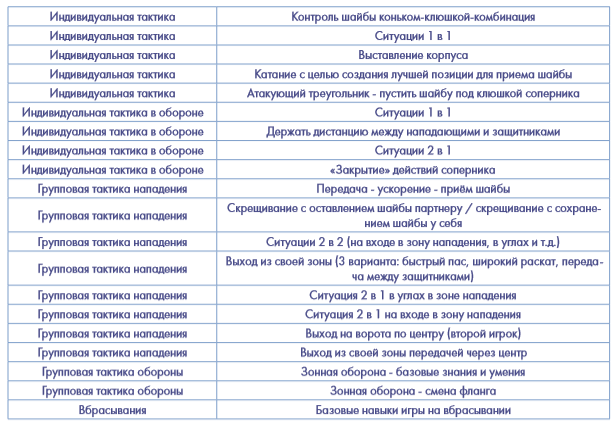 Индивидуальная тактика Контроль шайбы коньком-клюшкой-комбинация
Индивидуальная тактика Ситуации 1 в 1
Индивидуальная тактика Выставление корпуса
Индивидуальная тактика Катание с целью создания лучшей позиции для приема шайбы
Индивидуальная тактика Атакующий треугольник - пустить шайбу под клюшкой соперника
Индивидуальная тактика в обороне Ситуации 1 в 1
Индивидуальная тактика в обороне Держать дистанцию между нападающими и защитниками
Индивидуальная тактика в обороне Ситуации 2 в 1
Индивидуальная тактика в обороне «Закрытие» действий соперника
Групповая тактика нападения Передача - ускорение - приём шайбы
Групповая тактика нападения Скрещивание с оставлением шайбы партнеру / скрещивание с сохране-
нием шайбы у себя
Групповая тактика нападения Ситуации 2 в 2 (на входе в зону нападения, в углах и т.д.)
Групповая тактика нападения Выход из своей зоны (3 варианта: быстрый пас, широкий раскат, переда-
ча между защитниками)
Групповая тактика нападения Ситуация 2 в 1 в углах в зоне нападения
Групповая тактика нападения Ситуация 2 в 1 на входе в зону нападения
Групповая тактика нападения Выход на ворота по центру (второй игрок)
Групповая тактика нападения Выход из своей зоны передачей через центр
Групповая тактика обороны Зонная оборона - базовые знания и умения
Групповая тактика обороны Зонная оборона - смена фланга
Вбрасывания Базовые навыки игры на вбрасывании